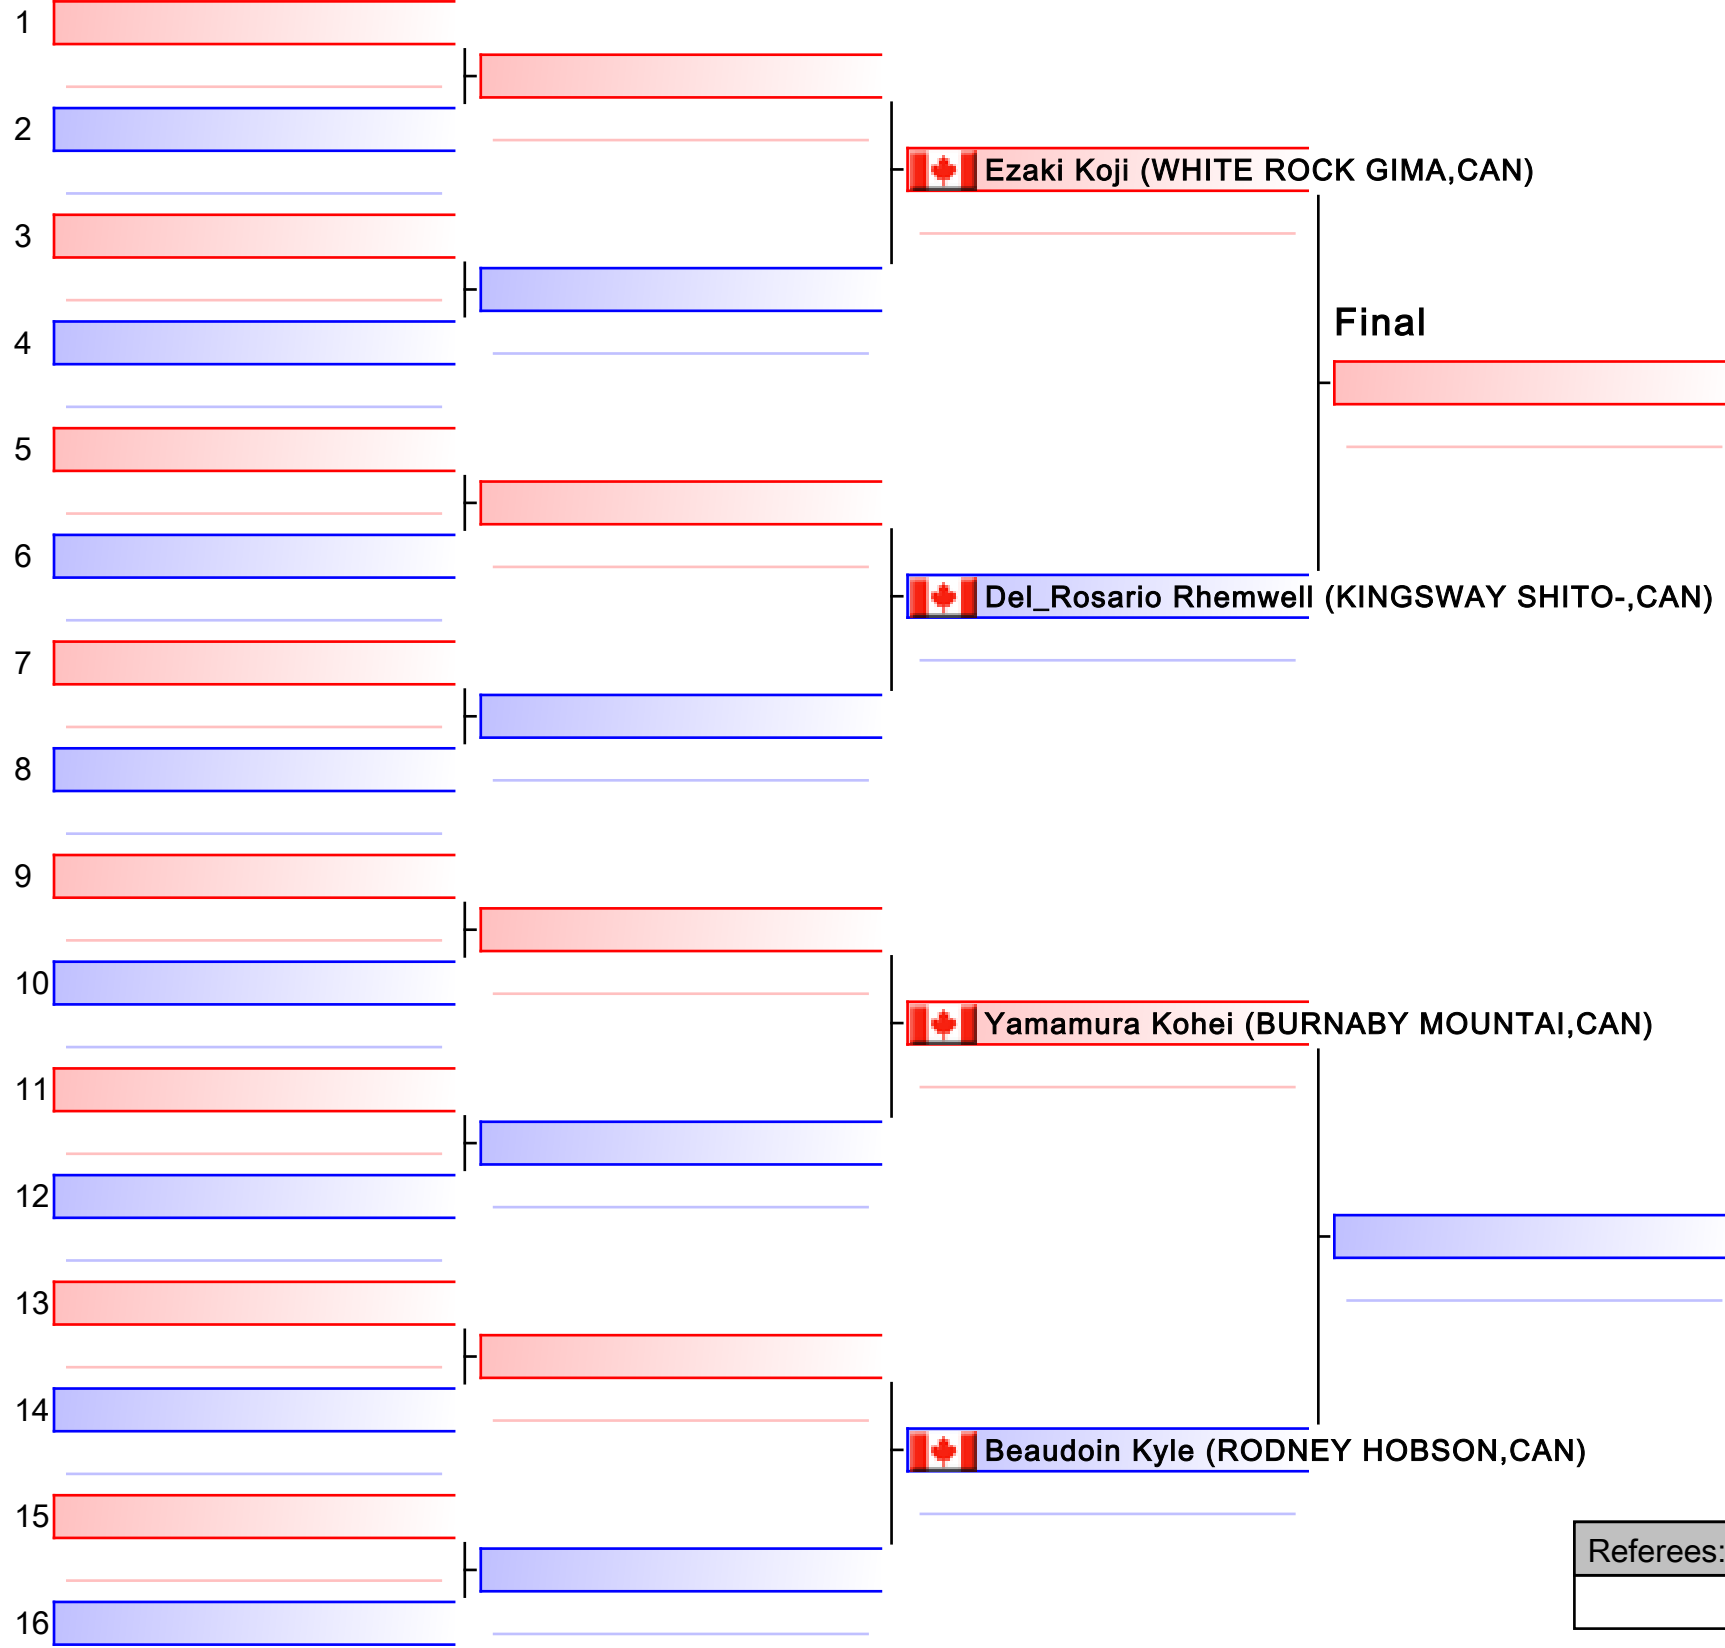 1
2
Ezaki Koji (WHITE ROCK GIMA,CAN)
3
Final
4
5
6
Del_Rosario Rhemwell (KINGSWAY SHITO-,CAN)
7
8
9
10
Yamamura Kohei (BURNABY MOUNTAI,CAN)
11
12
13
14
Beaudoin Kyle (RODNEY HOBSON,CAN)
15
Referees:
16